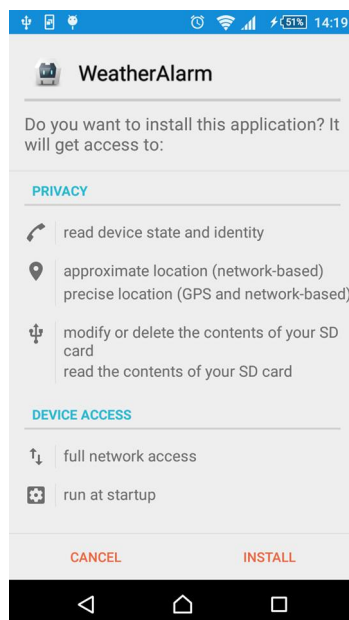 51% 14:19
WeatherAlarm
Do you want to install this application? It
will get access to:
PRIVACY
read device state and identity
approximate location (network-based)
precise location (GPS and network-based)
modify or delete the contents of your SD
card
read the contents of your SD card
DEVICE ACCESS
full network access
run at startup
CANCEL INSTALL